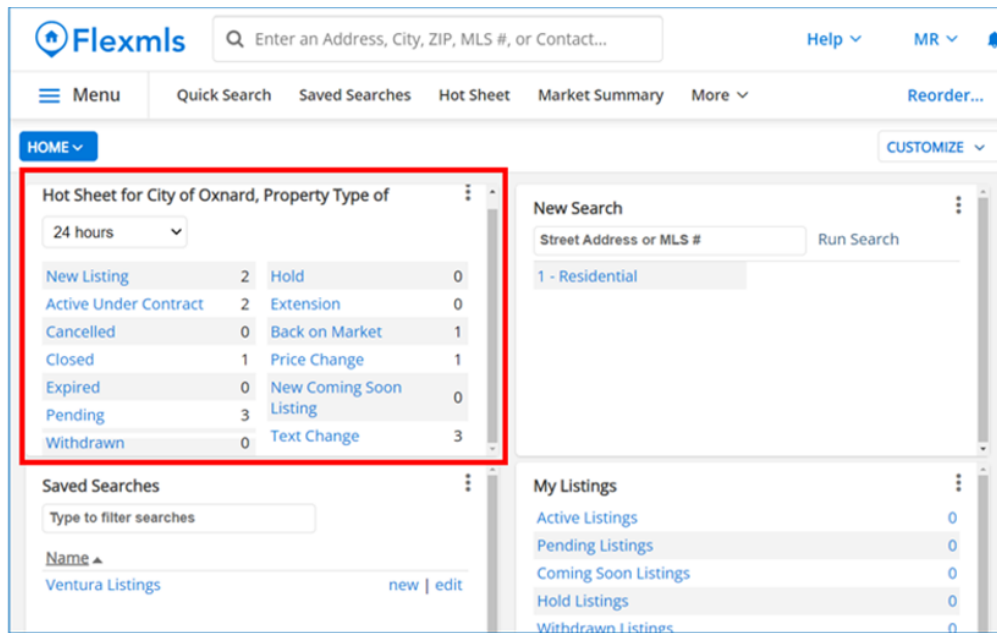 Flexmls
Enter an Address, City, ZIP, MLS #, or Contact...
Help
MR
Menu
Quick Search
Saved Searches
Hot Sheet
Market Summary
More
Reorder...
HOME
CUSTOMIZE
Hot Sheet for City of Oxnard, Property Type of
24 hours
New Listing 2
Active Under Contract 2
Cancelled 0
Closed 1
Expired 0
Pending 3
Withdrawn 0
Hold 0
Extension 0
Back on Market 1
Price Change 1
New Coming Soon
Listing 0
Text Change 3
New Search
Street Address or MLS #
Run Search
1 - Residential
Saved Searches
Type to filter searches
Name
Ventura Listings new | edit
My Listings
Active Listings 0
Pending Listings 0
Coming Soon Listings 0
Hold Listings 0
Withdrawn Listings 0